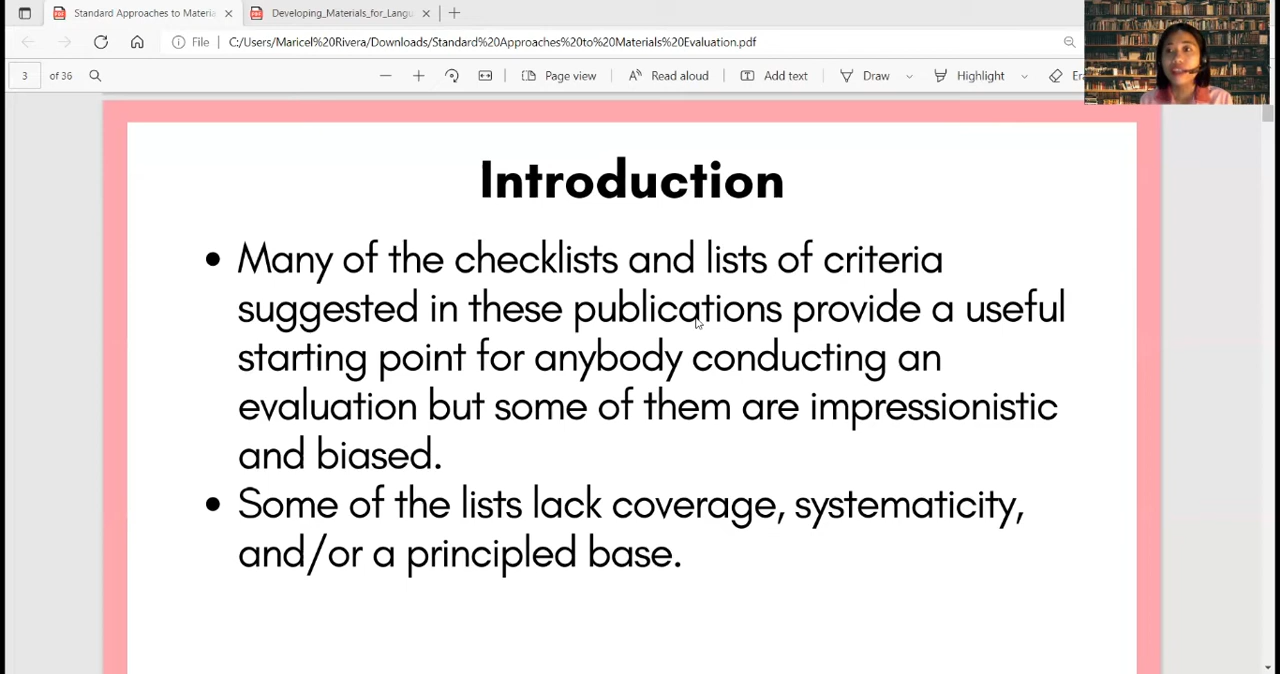 Standard Approaches to Materia
Developing_Materials_for_Langu
File
C:/Users/Maricel%20Rivera/Downloads/Standard%20Approaches%20to%20Materials%20Evaluation.pdf
3 of 36
Page view
Read aloud
Add text
Draw
Highlight
Introduction
• Many of the checklists and lists of criteria
suggested in these publications provide a useful
starting point for anybody conducting an
evaluation but some of them are impressionistic
and biased.
• Some of the lists lack coverage, systematicity,
and/or a principled base.